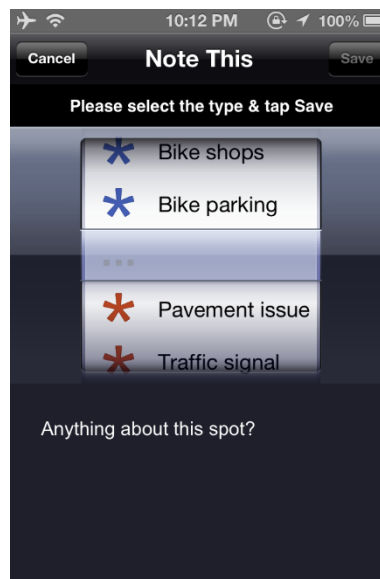 10:12 PM 100%
Cancel Note This Save
Please select the type & tap Save
* Bike shops
* Bike parking
...
* Pavement issue
* Traffic signal
Anything about this spot?